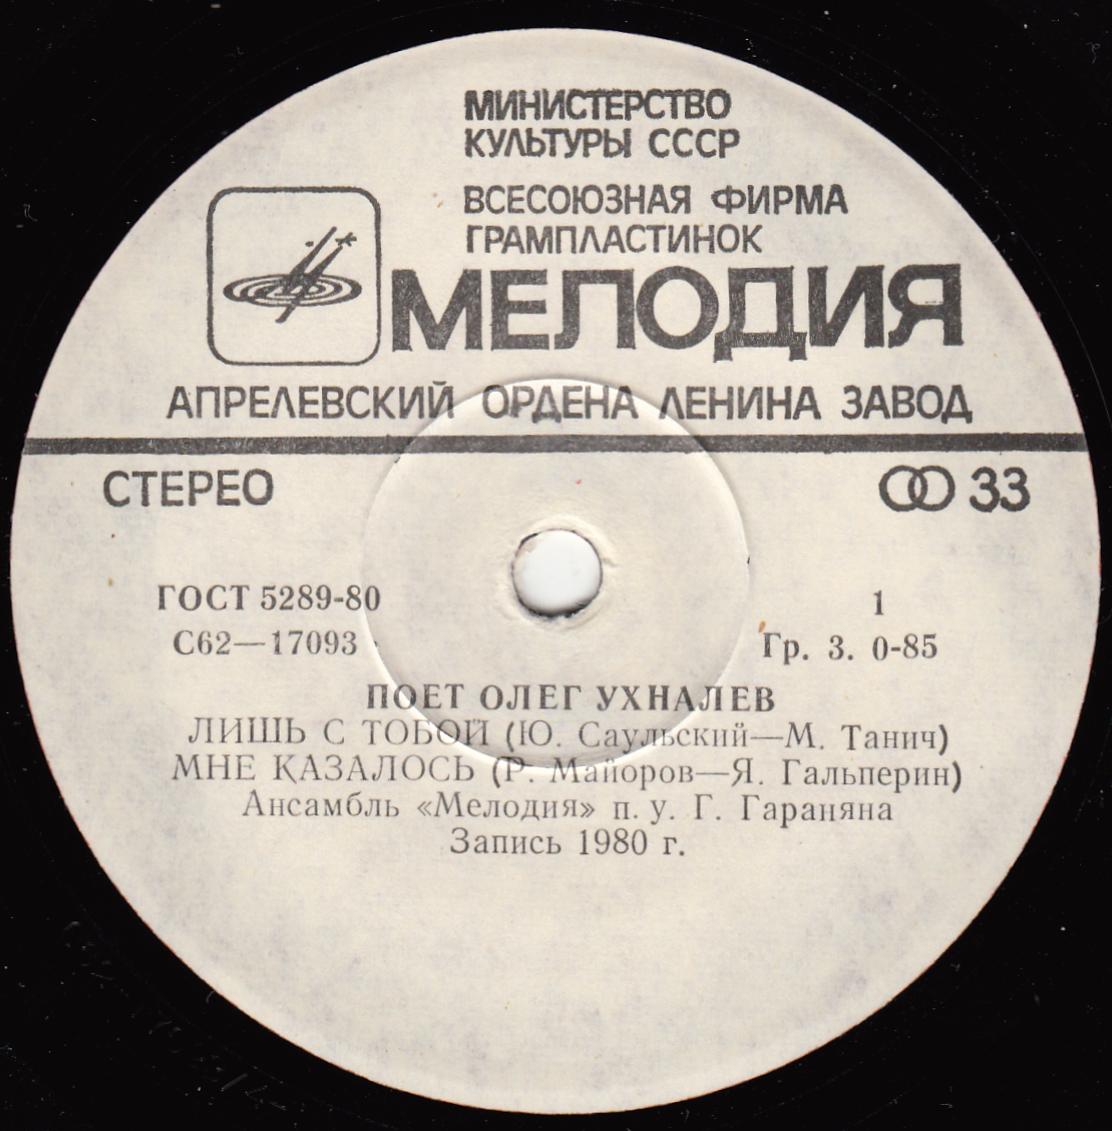 МИНИСТЕРСТВО
КУЛЬТУРЫ СССР
ВСЕСОЮЗНАЯ ФИРМА
ГРАМПЛАСТИНОК
МЕЛОДИЯ
АПРЕЛЕВСКИЙ ОРДЕНА ЛЕНИНА ЗАВОД
СТЕРЕО 33
ГОСТ 5289-80 1
С62—17093 Гр. 3. 0-85
ПОЕТ ОЛЕГ УХНАЛЕВ
ЛИШЬ С ТОБОЙ (Ю. Саульский—М. Танич)
МНЕ КАЗАЛОСЬ (Р. Майоров—Я. Гальперин)
Ансамбль «Мелодия» п. у. Г. Гараняна
Запись 1980 г.